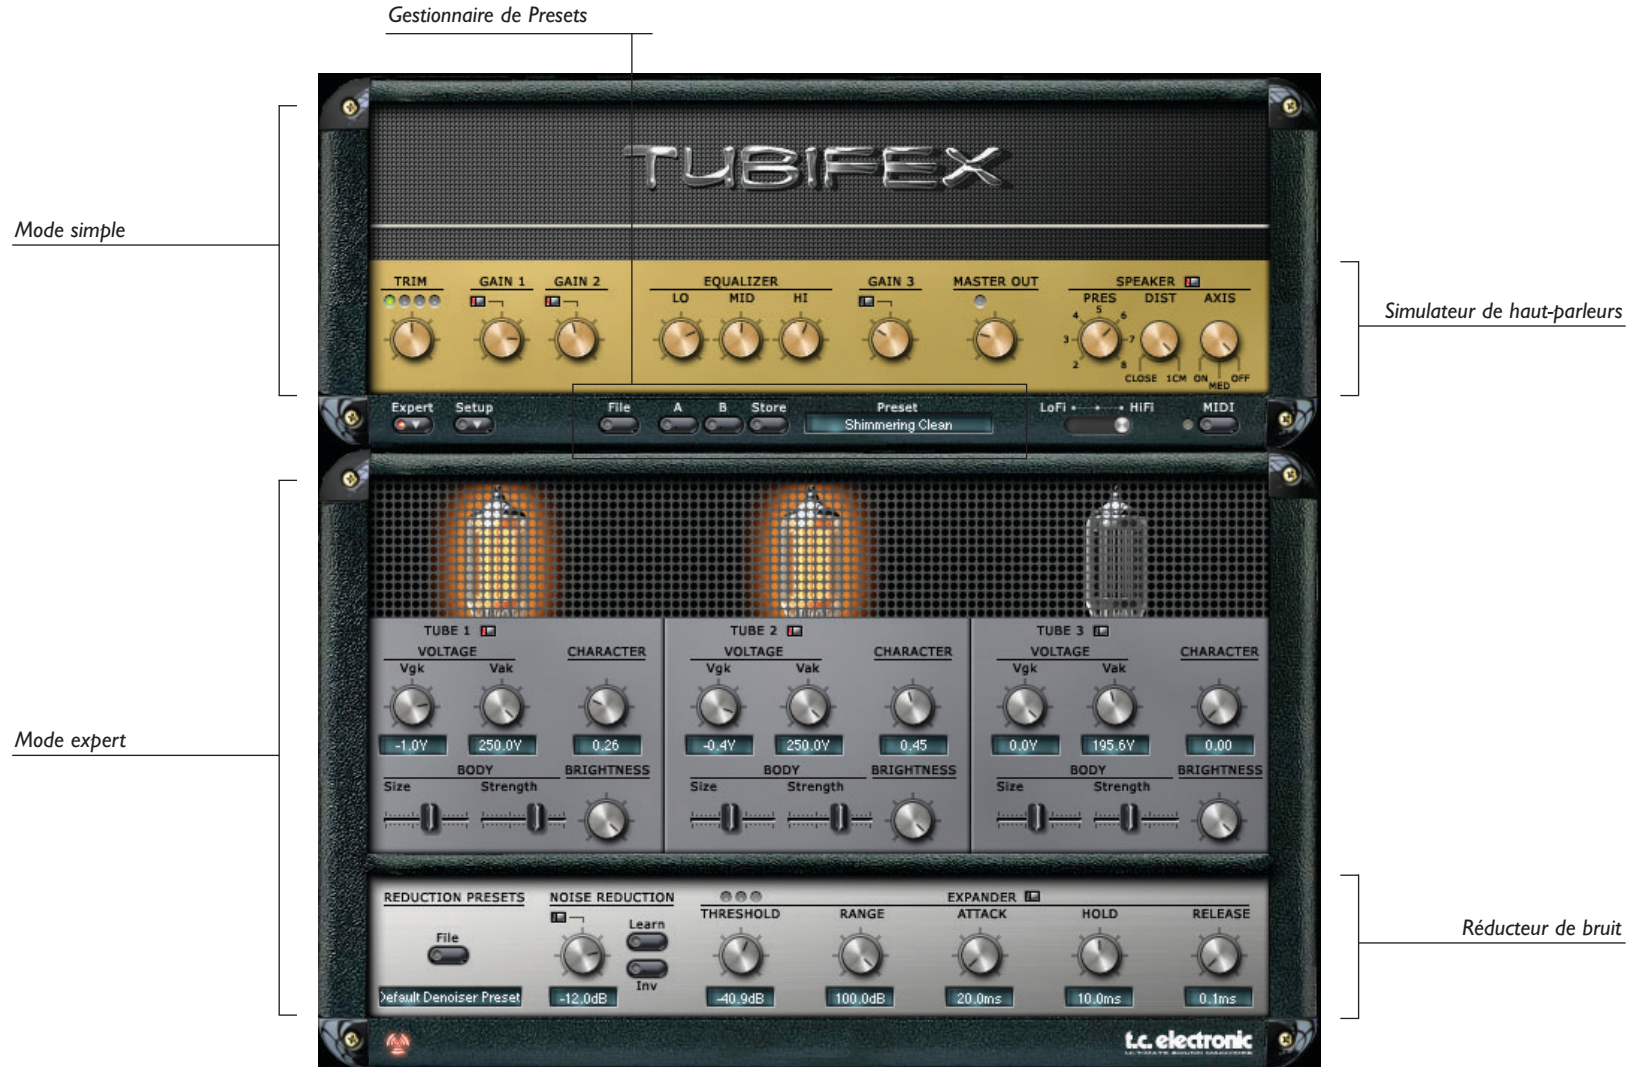 Gestionnaire de Presets
TUBIFEX
Mode simple
TRIM GAIN 1 GAIN 2 EQUALIZER GAIN 3 MASTER OUT SPEAKER
LO MID HI PRES DIST AXIS
2 3 4 5 6 7 8
CLOSE 1CM ON MED OFF
Simulateur de haut-parleurs
Expert Setup File A B Store Preset LoFi HiFi MIDI
Shimmering Clean
TUBE 1 TUBE 2 TUBE 3
VOLTAGE CHARACTER VOLTAGE CHARACTER VOLTAGE CHARACTER
Vgk Vak Vgk Vak Vgk Vak
Mode expert
-1.0V 250.0V 0.26 -0.4V 250.0V 0.45 0.0V 195.6V 0.00
BODY BRIGHTNESS BODY BRIGHTNESS BODY BRIGHTNESS
Size Strength Size Strength Size Strength
REDUCTION PRESETS NOISE REDUCTION EXPANDER
THRESHOLD RANGE ATTACK HOLD RELEASE
File Learn
Inv
Default Denoiser Preset -12.0dB -40.9dB 100.0dB 20.0ms 10.0ms 0.1ms
Réducteur de bruit
t.c. electronic
ULTIMATE SOUND MACHINES